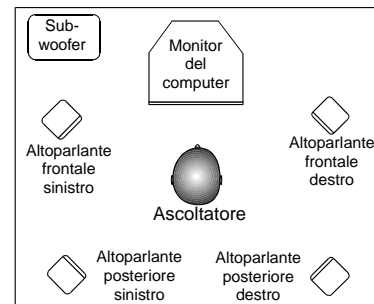 Sub-
woofer
Monitor
del
computer
Altoparlante
frontale
sinistro
Altoparlante
frontale
destro
Ascoltatore
Altoparlante
posteriore
sinistro
Altoparlante
posteriore
destro